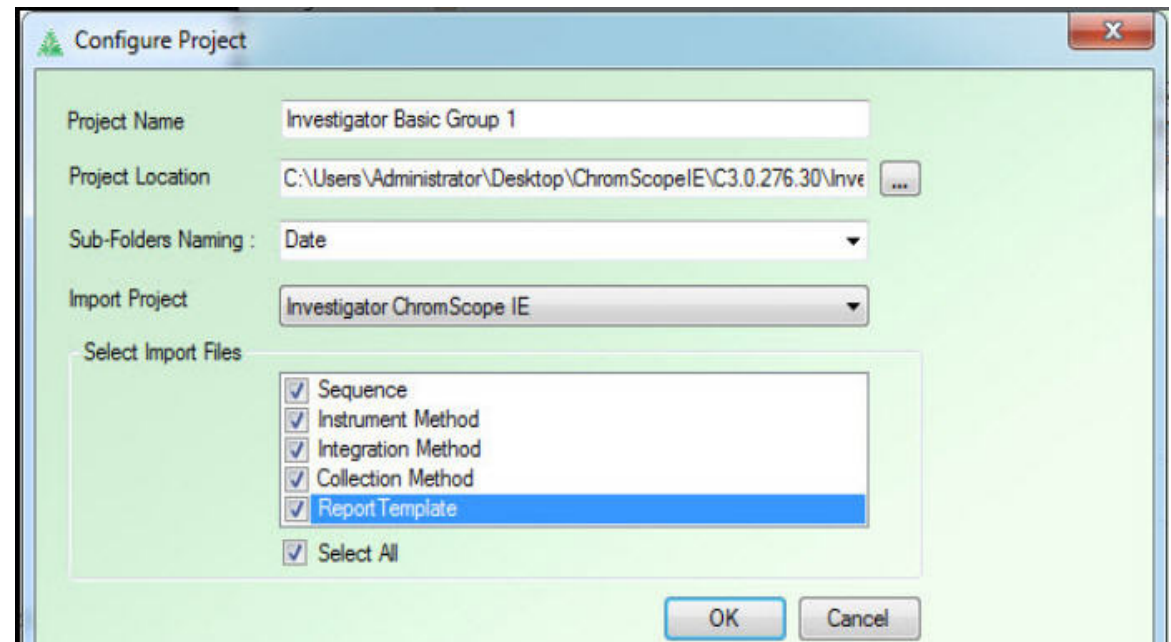 Configure Project
Project Name
Investigator Basic Group 1
Project Location
C:\Users\Administrator\Desktop\ChromScopeIE\C3.0.276.30\Inve
...
Sub-Folders Naming :
Date
Import Project
Investigator ChromScope IE
Select Import Files
Sequence
Instrument Method
Integration Method
Collection Method
ReportTemplate
Select All
OK
Cancel